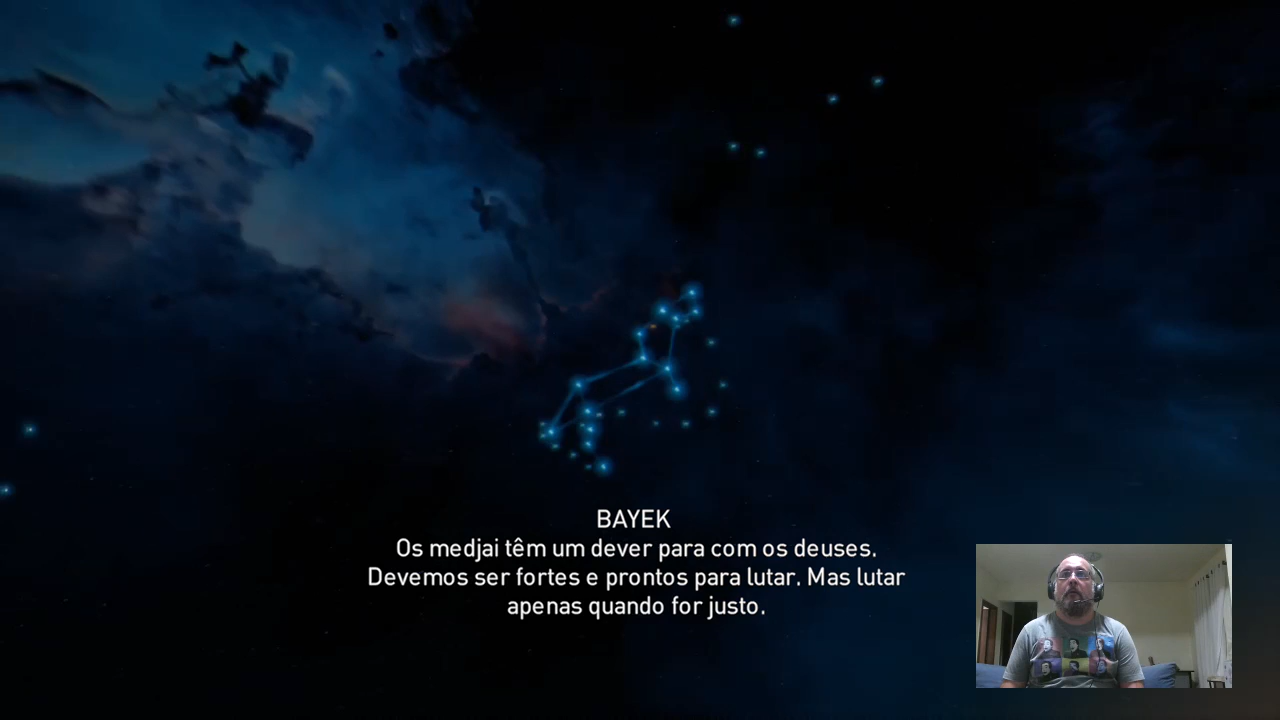 BAYEK
Os medjai têm um dever para com os deuses.
Devemos ser fortes e prontos para lutar. Mas lutar
apenas quando for justo.